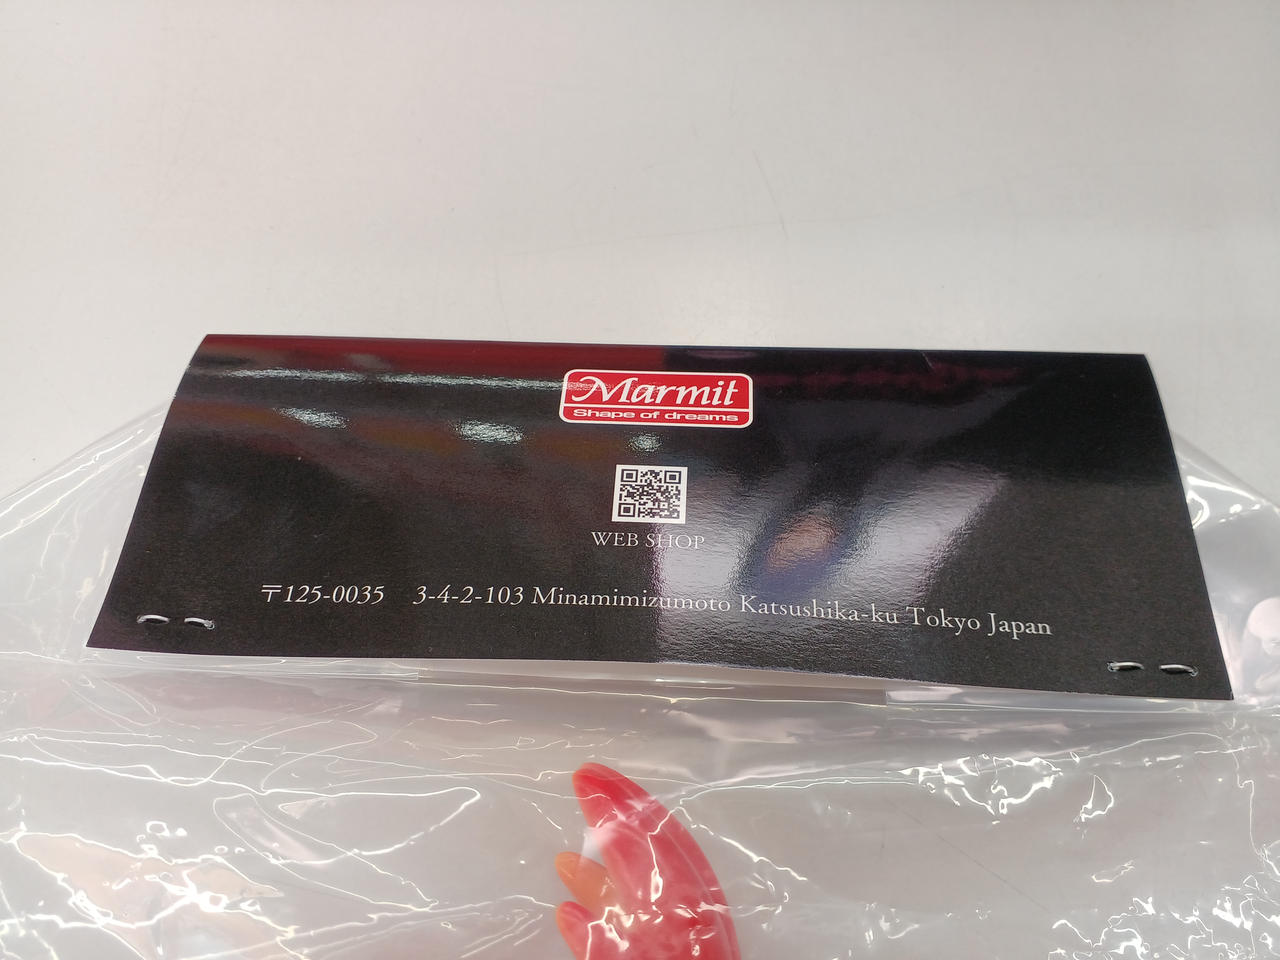 Marmit
Shape of dreams
WEB SHOP
〒125-0035 3-4-2-103 Minamimizumoto Katsushika-ku Tokyo Japan